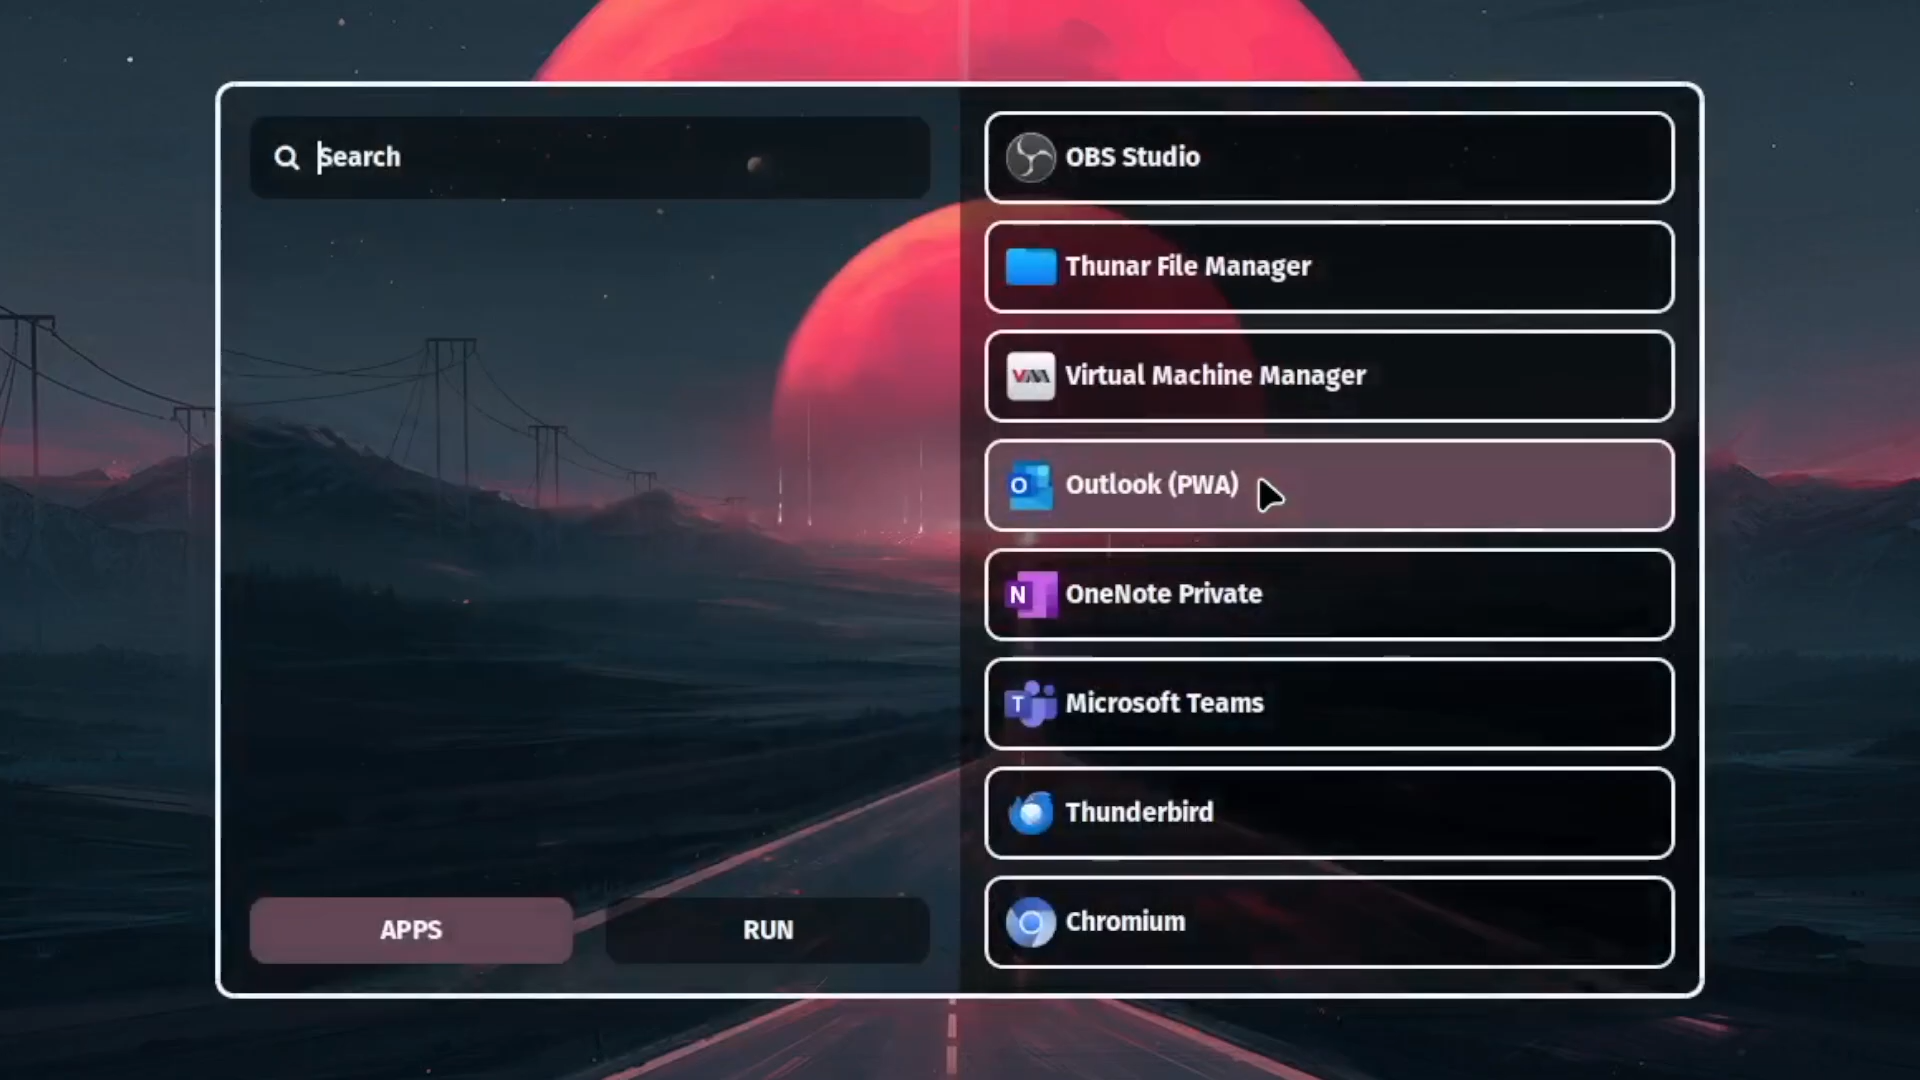 Search
OBS Studio
Thunar File Manager
VM
Virtual Machine Manager
O
Outlook (PWA)
N
OneNote Private
T
Microsoft Teams
Thunderbird
Chromium
APPS
RUN